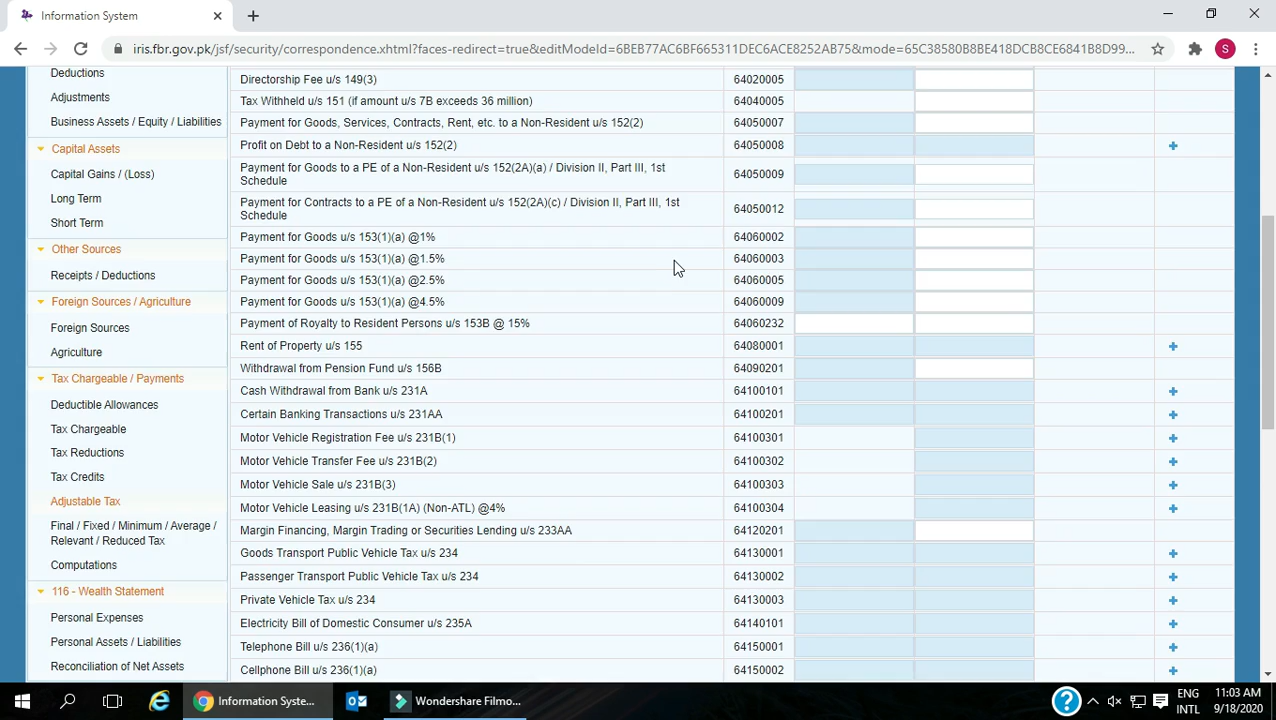 Information System
iris.fbr.gov.pk/jsf/security/correspondence.xhtml?faces-redirect=true&editModeId=6BEB77AC6BF665311DEC6ACE8252AB75&mode=65C38580B8BE418DCB8CE6841B8D99...
S
Deductions
Adjustments
Business Assets / Equity / Liabilities
Capital Assets
Capital Gains / (Loss)
Long Term
Short Term
Other Sources
Receipts / Deductions
Foreign Sources / Agriculture
Foreign Sources
Agriculture
Tax Chargeable / Payments
Deductible Allowances
Tax Chargeable
Tax Reductions
Tax Credits
Adjustable Tax
Final / Fixed / Minimum / Average /
Relevant / Reduced Tax
Computations
116 - Wealth Statement
Personal Expenses
Personal Assets / Liabilities
Reconciliation of Net Assets
Directorship Fee u/s 149(3) 64020005
Tax Withheld u/s 151 (if amount u/s 7B exceeds 36 million) 64040005
Payment for Goods, Services, Contracts, Rent, etc. to a Non-Resident u/s 152(2) 64050007
Profit on Debt to a Non-Resident u/s 152(2) 64050008
Payment for Goods to a PE of a Non-Resident u/s 152(2A)(a) / Division II, Part III, 1st
Schedule 64050009
Payment for Contracts to a PE of a Non-Resident u/s 152(2A)(c) / Division II, Part III, 1st
Schedule 64050012
Payment for Goods u/s 153(1)(a) @1% 64060002
Payment for Goods u/s 153(1)(a) @1.5% 64060003
Payment for Goods u/s 153(1)(a) @2.5% 64060005
Payment for Goods u/s 153(1)(a) @4.5% 64060009
Payment of Royalty to Resident Persons u/s 153B @ 15% 64060232
Rent of Property u/s 155 64080001
Withdrawal from Pension Fund u/s 156B 64090201
Cash Withdrawal from Bank u/s 231A 64100101
Certain Banking Transactions u/s 231AA 64100201
Motor Vehicle Registration Fee u/s 231B(1) 64100301
Motor Vehicle Transfer Fee u/s 231B(2) 64100302
Motor Vehicle Sale u/s 231B(3) 64100303
Motor Vehicle Leasing u/s 231B(1A) (Non-ATL) @4% 64100304
Margin Financing, Margin Trading or Securities Lending u/s 233AA 64120201
Goods Transport Public Vehicle Tax u/s 234 64130001
Passenger Transport Public Vehicle Tax u/s 234 64130002
Private Vehicle Tax u/s 234 64130003
Electricity Bill of Domestic Consumer u/s 235A 64140101
Telephone Bill u/s 236(1)(a) 64150001
Cellphone Bill u/s 236(1)(a) 64150002
Information Syste...
Wondershare Filmo...
ENG
INTL
11:03 AM
9/18/2020